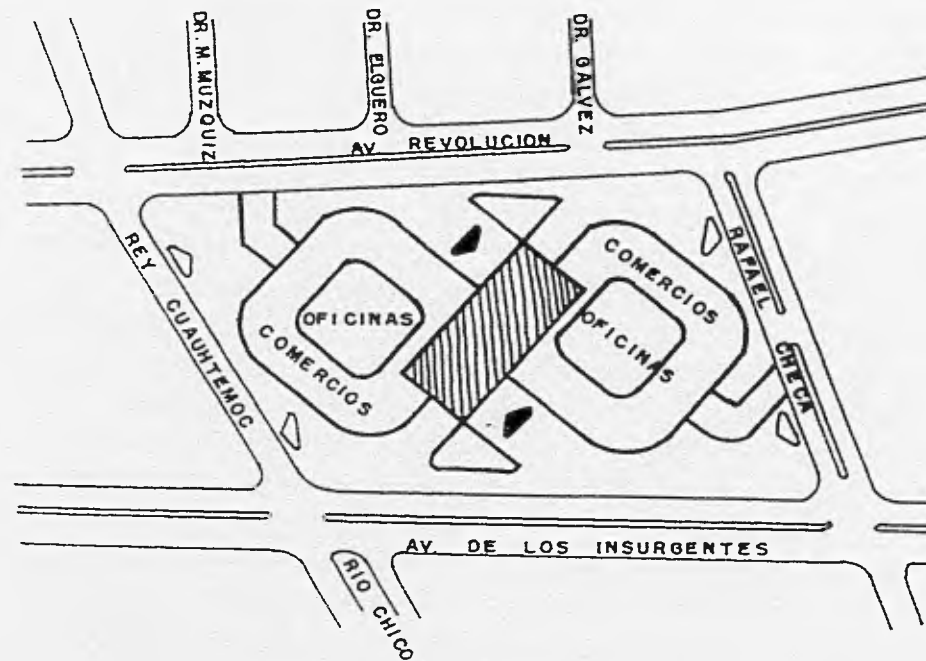 DR. M. MUZQUIZ
DR. ELGUERO
DR. GALVEZ
AV. REVOLUCION
REY CUAUHTEMOC
RAFAEL CHECA
COMERCIOS
OFICINAS
OFICINAS
COMERCIOS
AV. DE LOS INSURGENTES
RIO CHICO